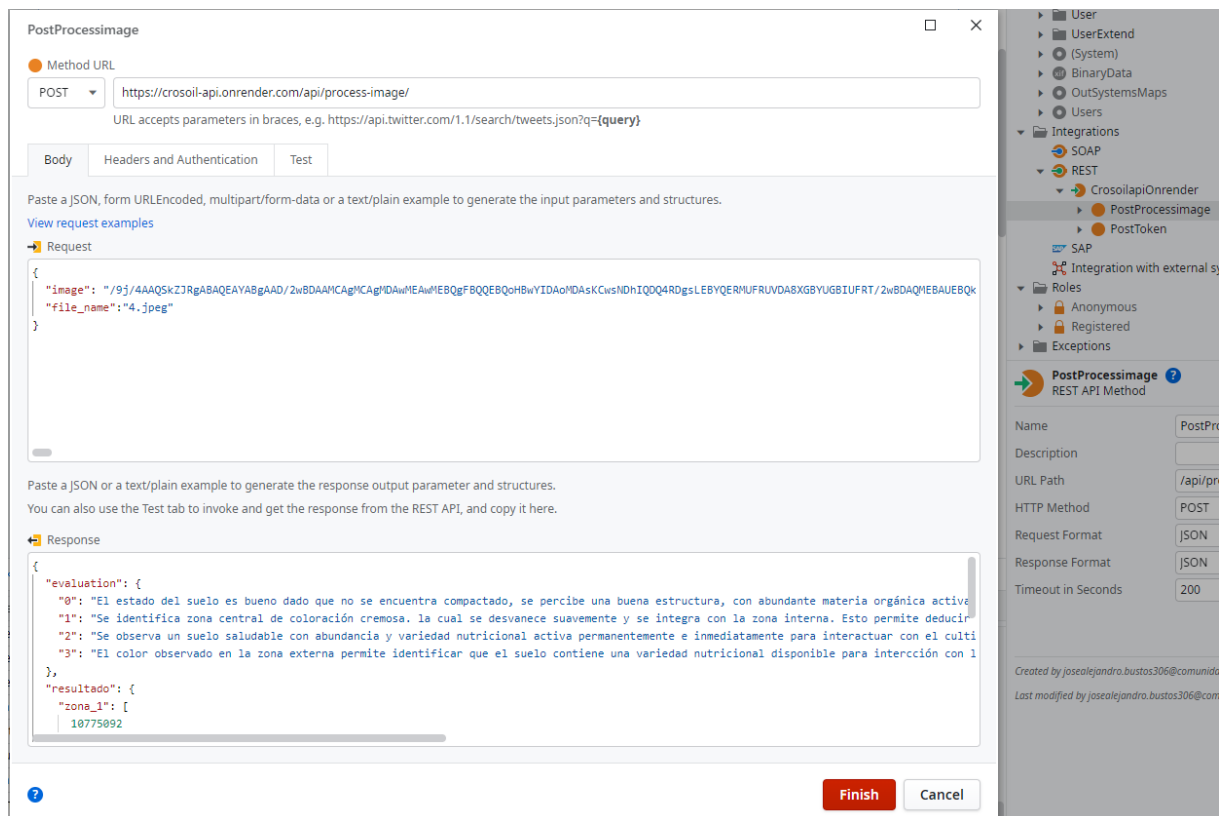 PostProcessimage
Method URL
POST
https://crosoil-api.onrender.com/api/process-image/
URL accepts parameters in braces, e.g. https://api.twitter.com/1.1/search/tweets.json?q={query}
Body
Headers and Authentication
Test
Paste a JSON, form URLEncoded, multipart/form-data or a text/plain example to generate the input parameters and structures.
View request examples
Request
{
"image": "/9j/4AAQSkZJRgABAQEAYABgAAD/2wBDAAMCAgMCAgMDAwMEAwMEBQgFBQQEBQoHBwYIDAoMDAsKCwsNDhIQDQ4RDgsLEBYQERMUFRUVDA8XGBYUGBIUFRT/2wBDAQMEBAUEBQk
"file_name":"4.jpeg"
}
Paste a JSON or a text/plain example to generate the response output parameter and structures.
You can also use the Test tab to invoke and get the response from the REST API, and copy it here.
Response
{
"evaluation": {
"0": "El estado del suelo es bueno dado que no se encuentra compactado, se percibe una buena estructura, con abundante materia orgánica activa
"1": "Se identifica zona central de coloración cremosa. la cual se desvanece suavemente y se integra con la zona interna. Esto permite deducir
"2": "Se observa un suelo saludable con abundancia y variedad nutricional activa permanentemente e inmediatamente para interactuar con el culti
"3": "El color observado en la zona externa permite identificar que el suelo contiene una variedad nutricional disponible para intercción con l
},
"resultado": {
"zona_1": [
10775092
Finish
Cancel
User
UserExtend
(System)
BinaryData
OutSystemsMaps
Users
Integrations
SOAP
REST
CrosoilapiOnrender
PostProcessimage
PostToken
SAP
Integration with external sy
Roles
Anonymous
Registered
Exceptions
PostProcessimage
REST API Method
Name PostPro
Description
URL Path /api/pro
HTTP Method POST
Request Format JSON
Response Format JSON
Timeout in Seconds 200
Created by josealejandro.bustos306@comunida
Last modified by josealejandro.bustos306@com